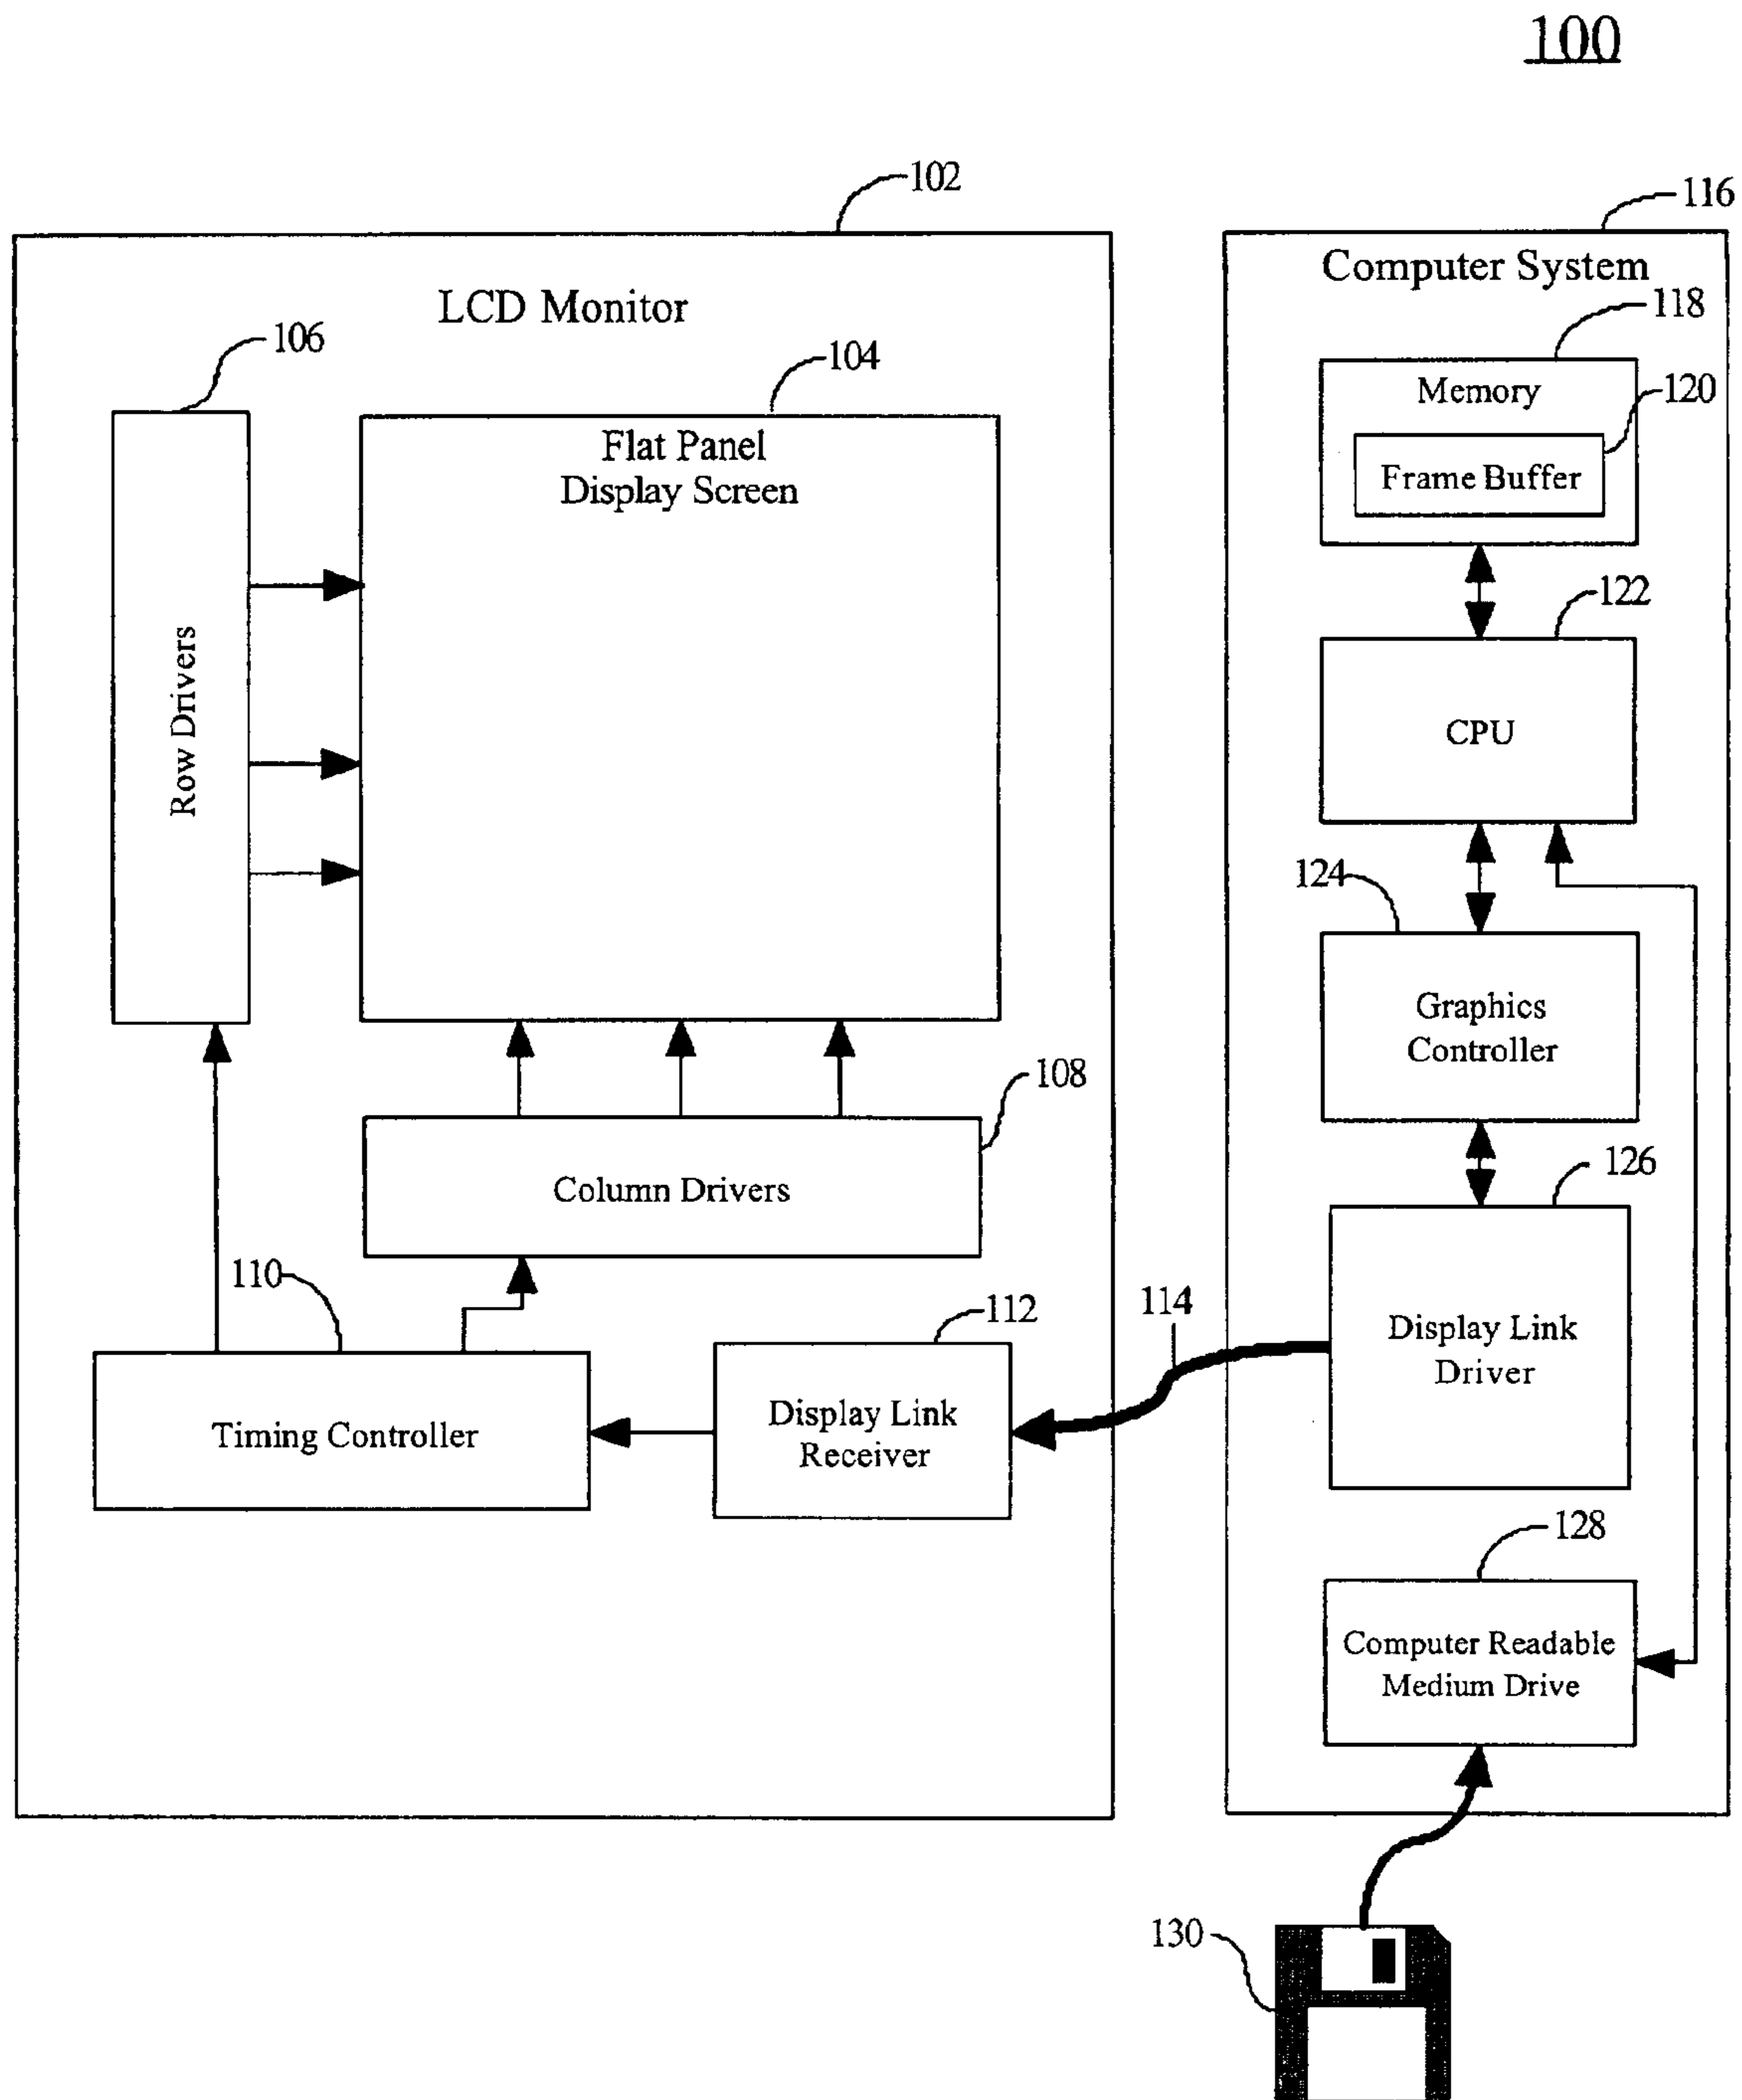 100
102
116
LCD Monitor
Computer System
106
104
118
Memory
120
Frame Buffer
Flat Panel
Display Screen
Row Drivers
122
CPU
124
Graphics
Controller
108
Column Drivers
126
Display Link
Driver
110
112
114
Timing Controller
Display Link
Receiver
128
Computer Readable
Medium Drive
130